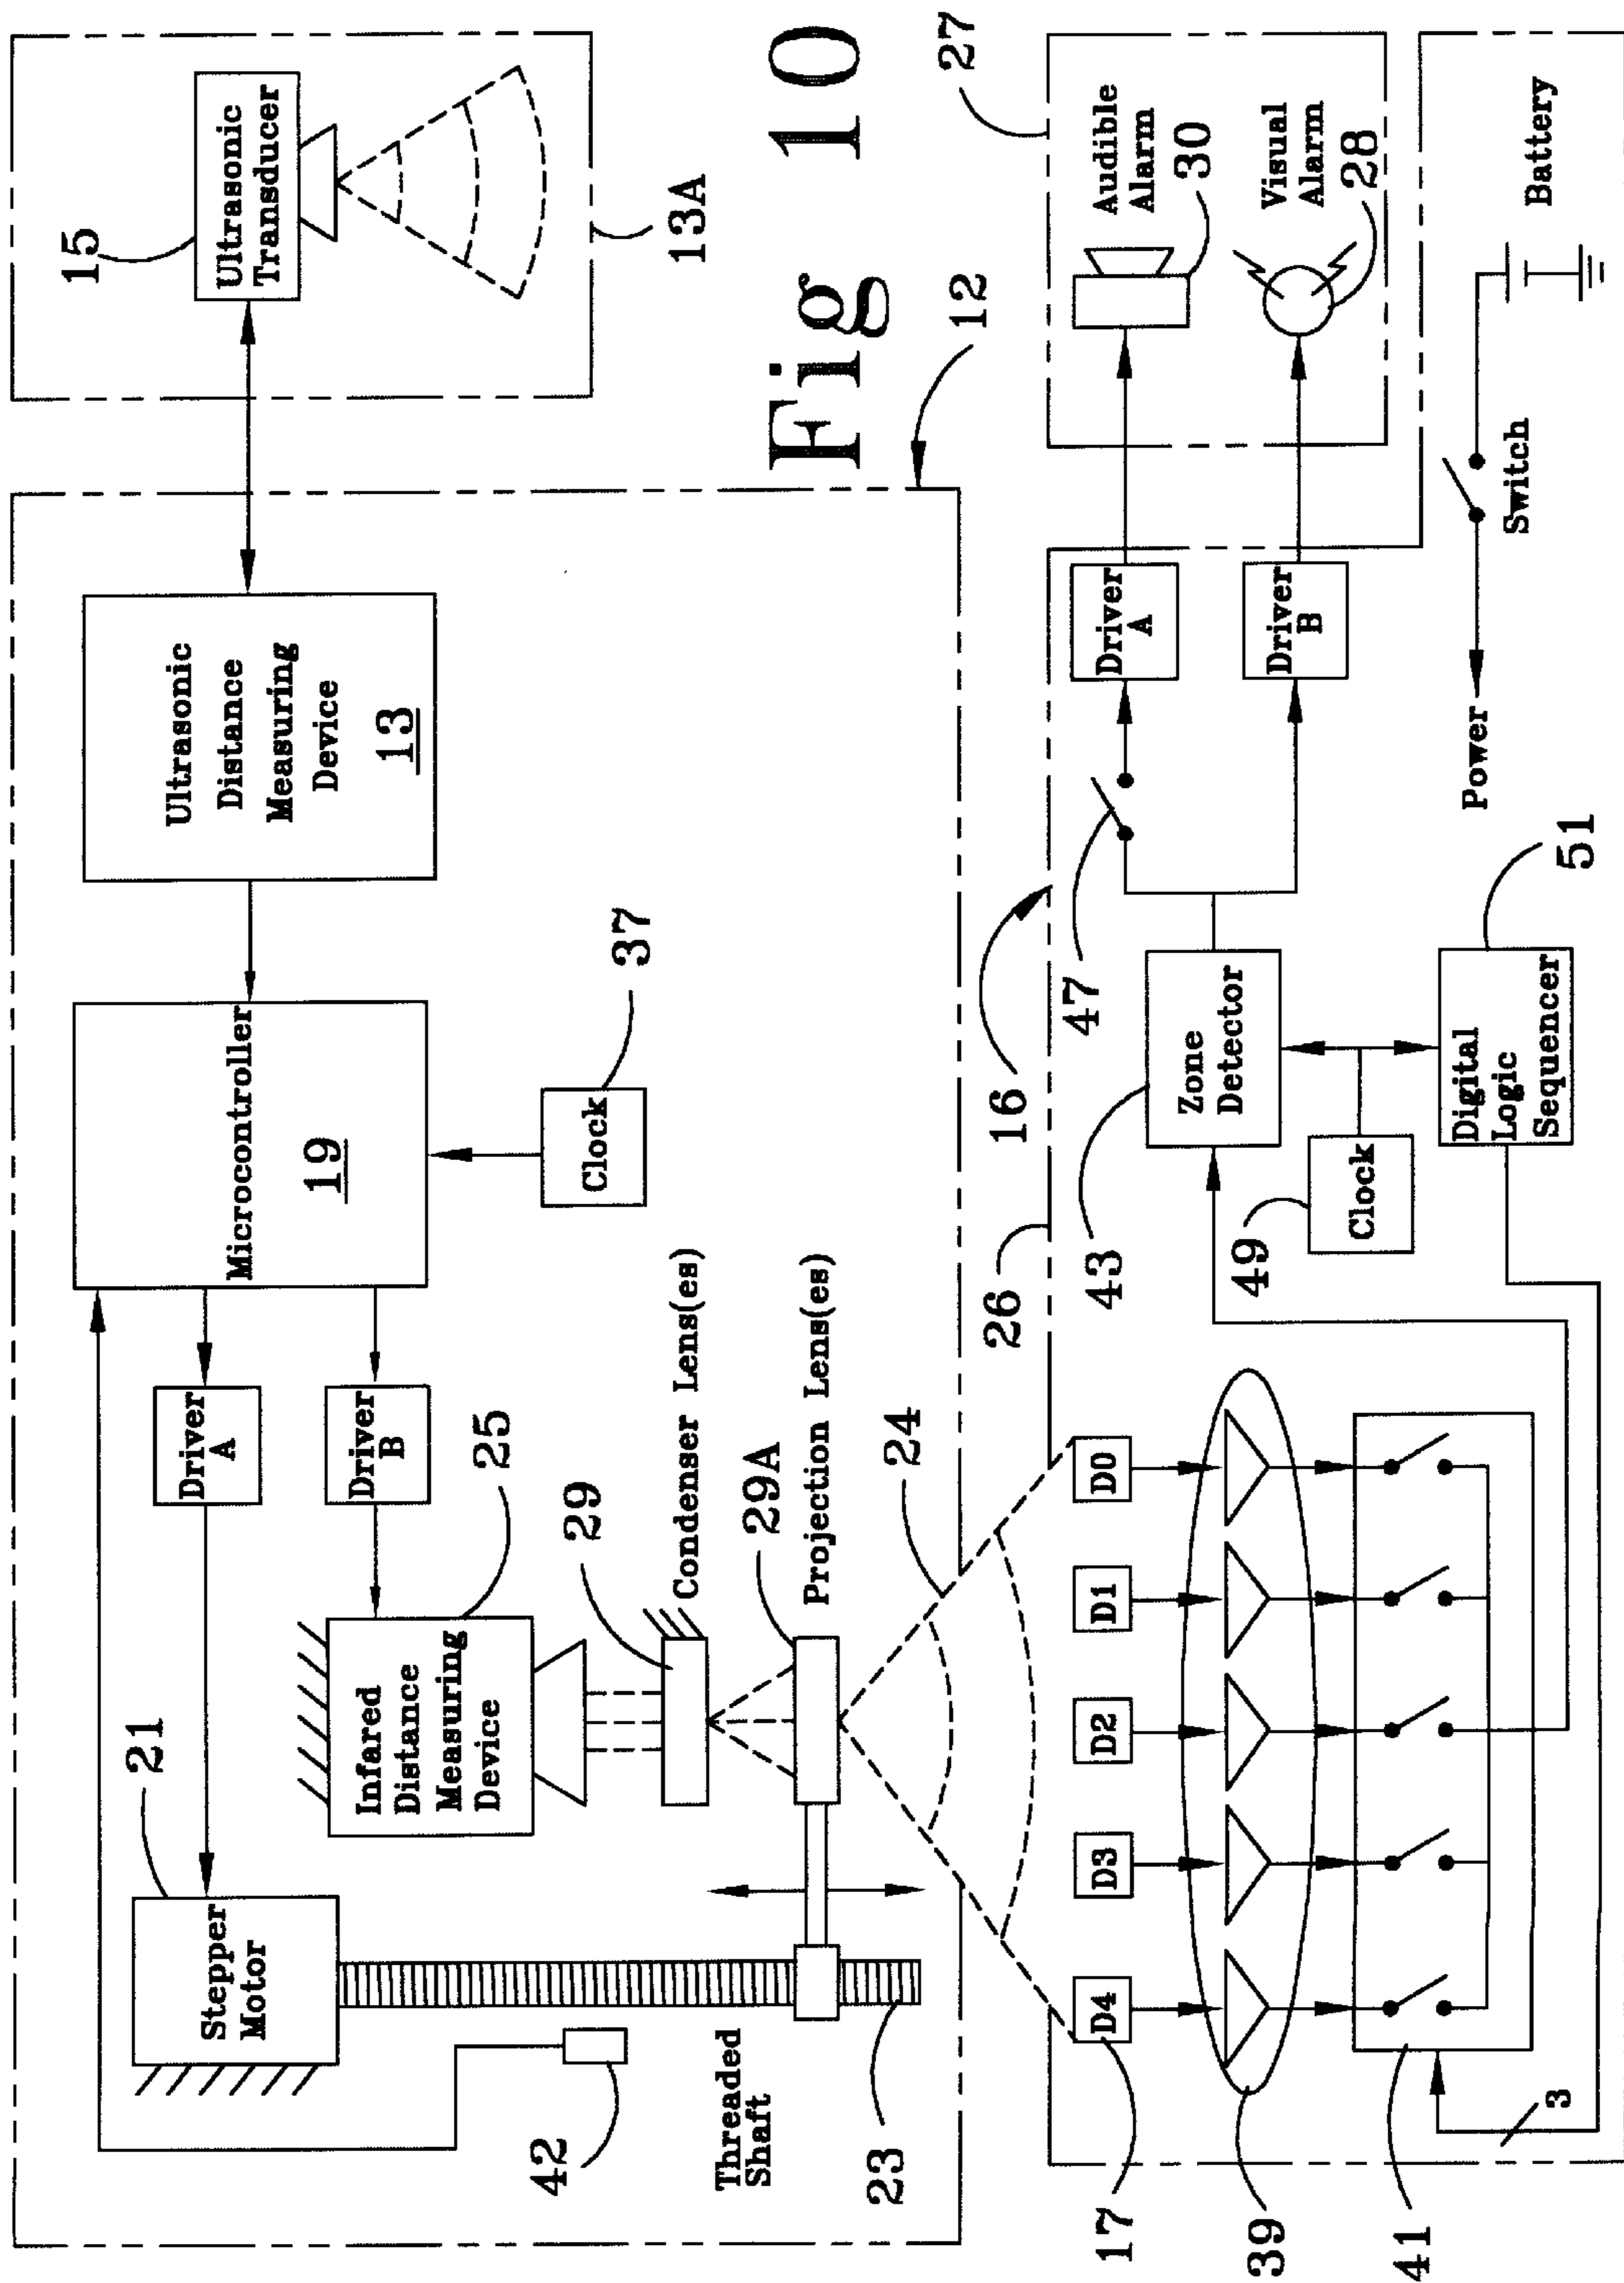 Fig 10
15
Ultrasonic
Transducer
13A
12
Ultrasonic
Distance
Measuring
Device
13
Microcontroller
19
Clock
37
Driver
A
Driver
B
21
Stepper
Motor
Infared
Distance
Measuring
Device
25
29
Condenser Lens(es)
29A
Projection Lens(es)
42
Threaded
Shaft
23
24
26
16
27
Audible
Alarm
30
Visual
Alarm
28
Driver
A
Driver
B
47
Zone
Detector
43
Clock
49
Digital
Logic
Sequencer
51
Power
Switch
Battery
D4
D3
D2
D1
D0
17
39
41
3